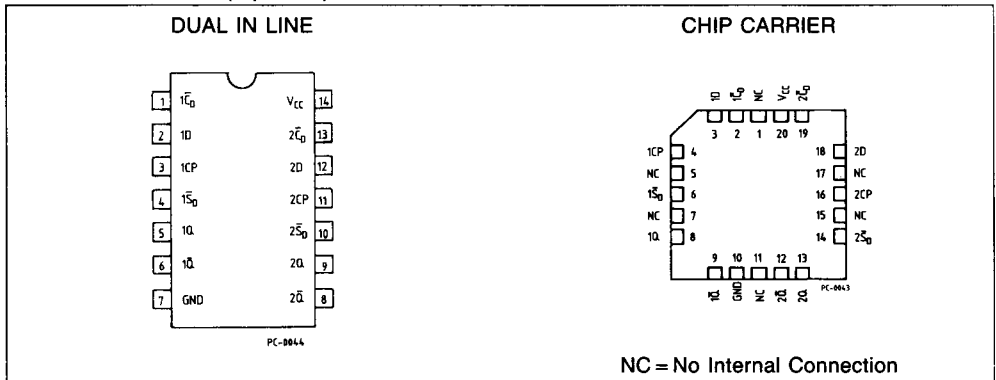 DUAL IN LINE
1 1C̅D VCC 14
2 1D 2C̅D 13
3 1CP 2D 12
4 1S̅D 2CP 11
5 1Q 2S̅D 10
6 1Q̅ 2Q 9
7 GND 2Q̅ 8
PC-0044
CHIP CARRIER
1D 1C̅D NC VCC 2C̅D
3 2 1 20 19
1CP 4 18 2D
NC 5 17 NC
1S̅D 6 16 2CP
NC 7 15 NC
1Q 8 14 2S̅D
9 10 11 12 13
1Q̅ GND NC 2Q̅ 2Q
PC-0043
NC = No Internal Connection